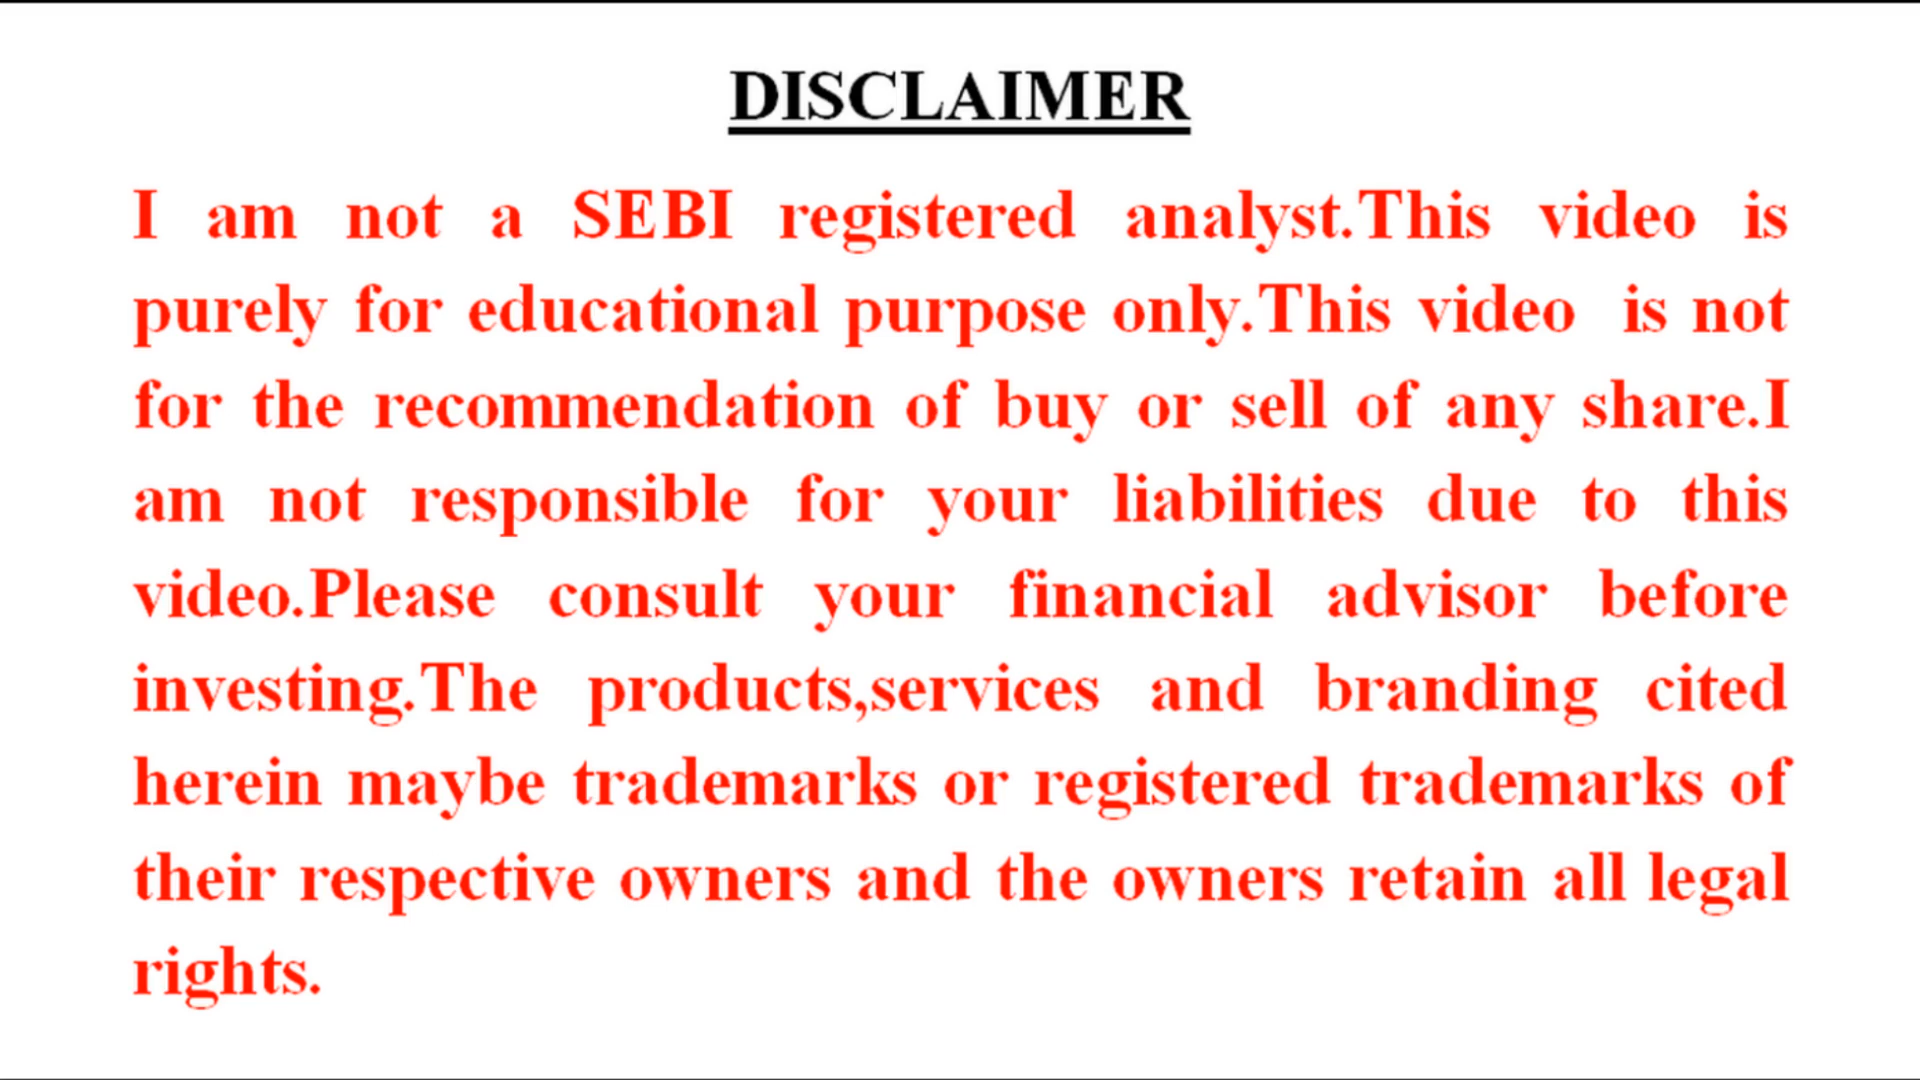 DISCLAIMER
I am not a SEBI registered analyst.This video is
purely for educational purpose only.This video is not
for the recommendation of buy or sell of any share.I
am not responsible for your liabilities due to this
video.Please consult your financial advisor before
investing.The products,services and branding cited
herein maybe trademarks or registered trademarks of
their respective owners and the owners retain all legal
rights.